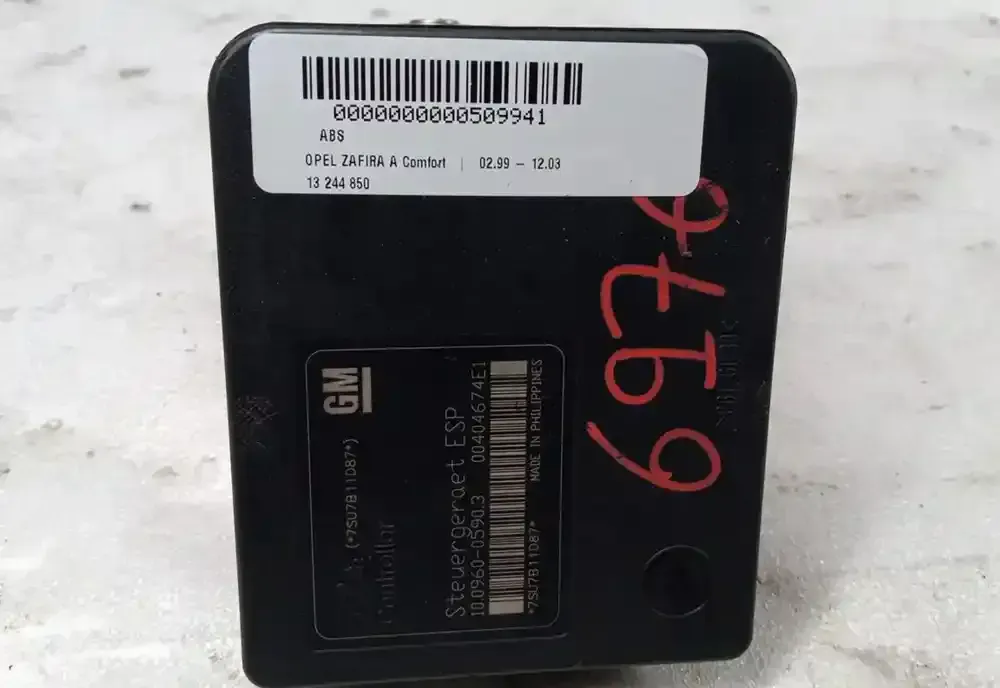 0000000000509941
ABS
OPEL ZAFIRA A Comfort | 02.99 – 12.03
13 244 850
GM
(*7SU7B11D87*)
Controller
Steuergeraet ESP
10.0960-0590.3 00404674E1
*7SU7B11D87* MADE IN PHILIPPINES